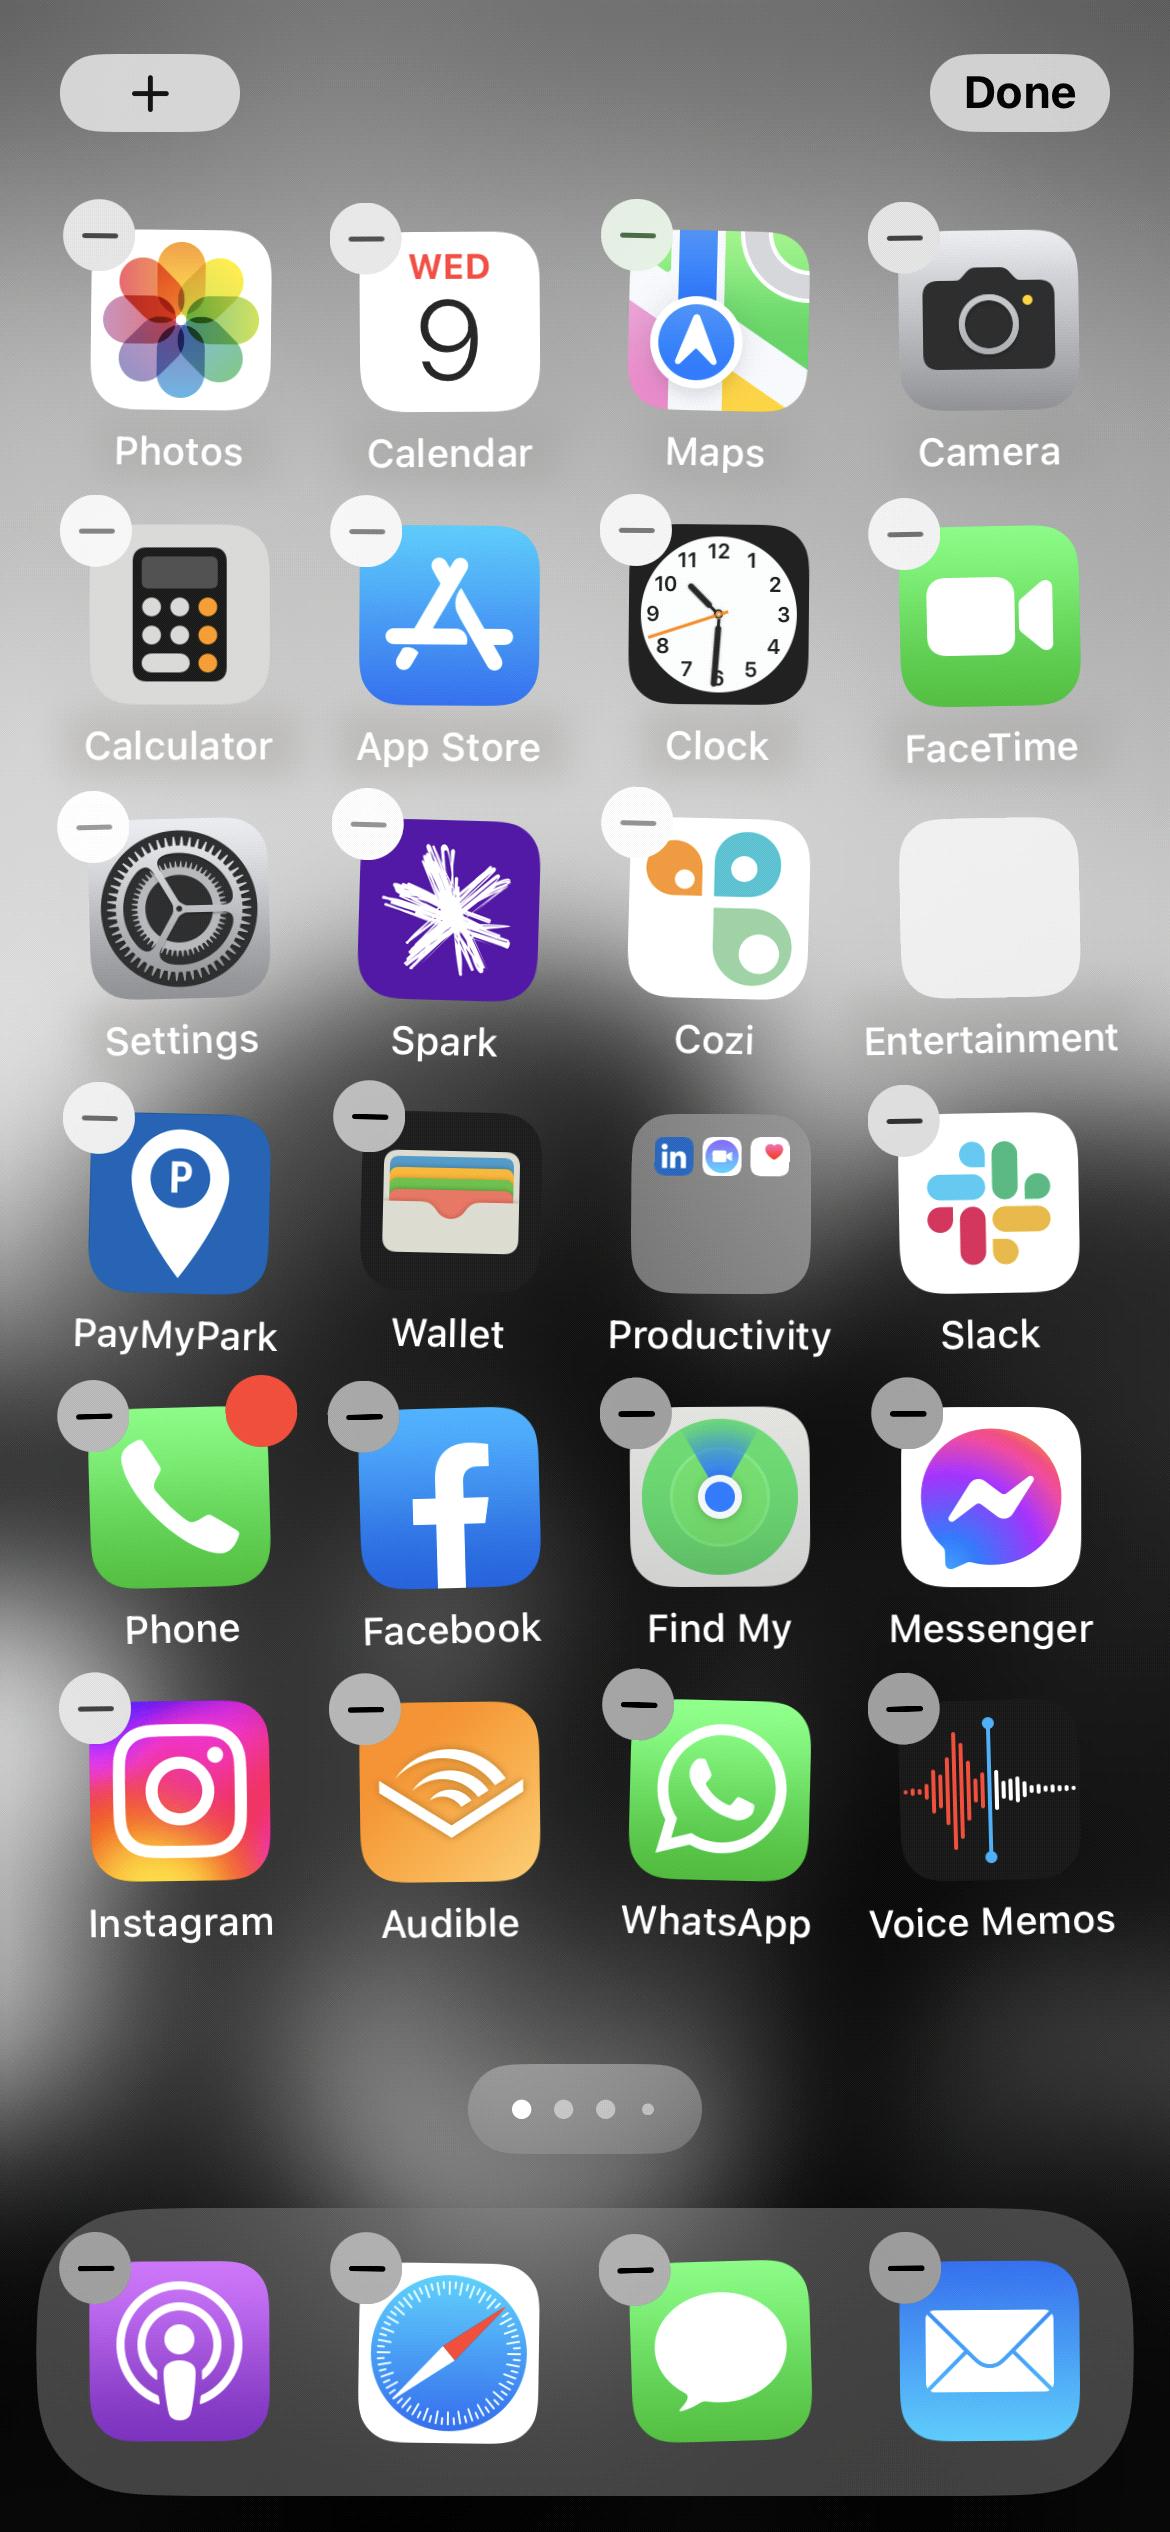 +
Done
WED
9
Photos
Calendar
Maps
Camera
12
11
1
10
2
9
3
8
4
7
5
6
Calculator
App Store
Clock
FaceTime
Settings
Spark
Cozi
Entertainment
P
in
PayMyPark
Wallet
Productivity
Slack
Phone
Facebook
Find My
Messenger
Instagram
Audible
WhatsApp
Voice Memos